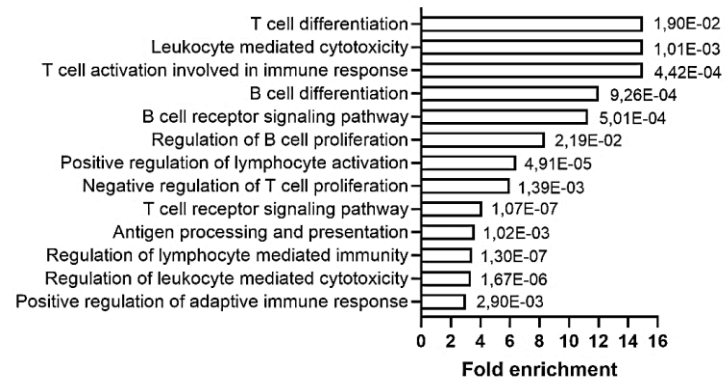 T cell differentiation 1,90E-02
Leukocyte mediated cytotoxicity 1,01E-03
T cell activation involved in immune response 4,42E-04
B cell differentiation 9,26E-04
B cell receptor signaling pathway 5,01E-04
Regulation of B cell proliferation 2,19E-02
Positive regulation of lymphocyte activation 4,91E-05
Negative regulation of T cell proliferation 1,39E-03
T cell receptor signaling pathway 1,07E-07
Antigen processing and presentation 1,02E-03
Regulation of lymphocyte mediated immunity 1,30E-07
Regulation of leukocyte mediated cytotoxicity 1,67E-06
Positive regulation of adaptive immune response 2,90E-03
0 2 4 6 8 10 12 14 16
Fold enrichment